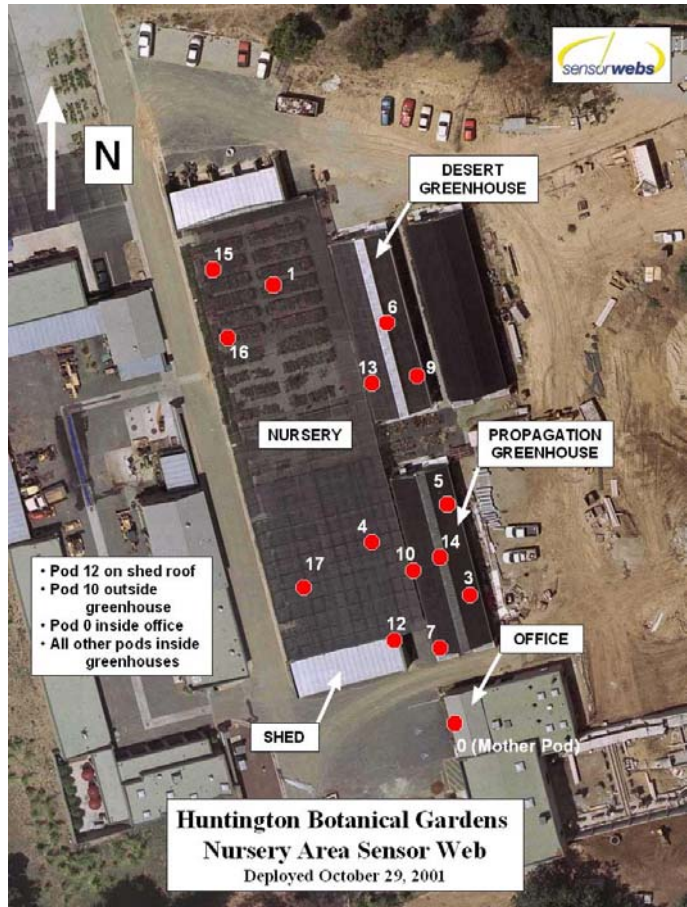 sensorwebs
N
DESERT
GREENHOUSE
15
1
6
16
13
9
NURSERY
PROPAGATION
GREENHOUSE
5
4
14
10
17
3
• Pod 12 on shed roof
• Pod 10 outside
greenhouse
• Pod 0 inside office
• All other pods inside
greenhouses
12
7
OFFICE
SHED
0 (Mother Pod)
Huntington Botanical Gardens
Nursery Area Sensor Web
Deployed October 29, 2001